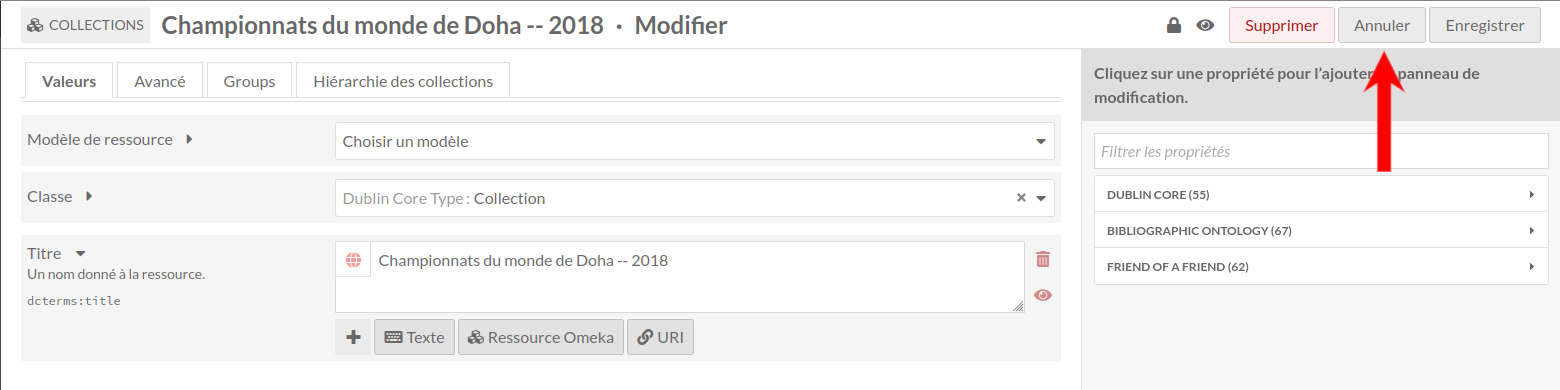 COLLECTIONS Championnats du monde de Doha -- 2018 · Modifier
Supprimer Annuler Enregistrer
Valeurs Avancé Groups Hiérarchie des collections
Modèle de ressource Choisir un modèle
Classe Dublin Core Type : Collection
Titre
Un nom donné à la ressource.
dcterms:title
Championnats du monde de Doha -- 2018
Texte Ressource Omeka URI
Cliquez sur une propriété pour l’ajouter panneau de
modification.
Filtrer les propriétés
DUBLIN CORE (55)
BIBLIOGRAPHIC ONTOLOGY (67)
FRIEND OF A FRIEND (62)